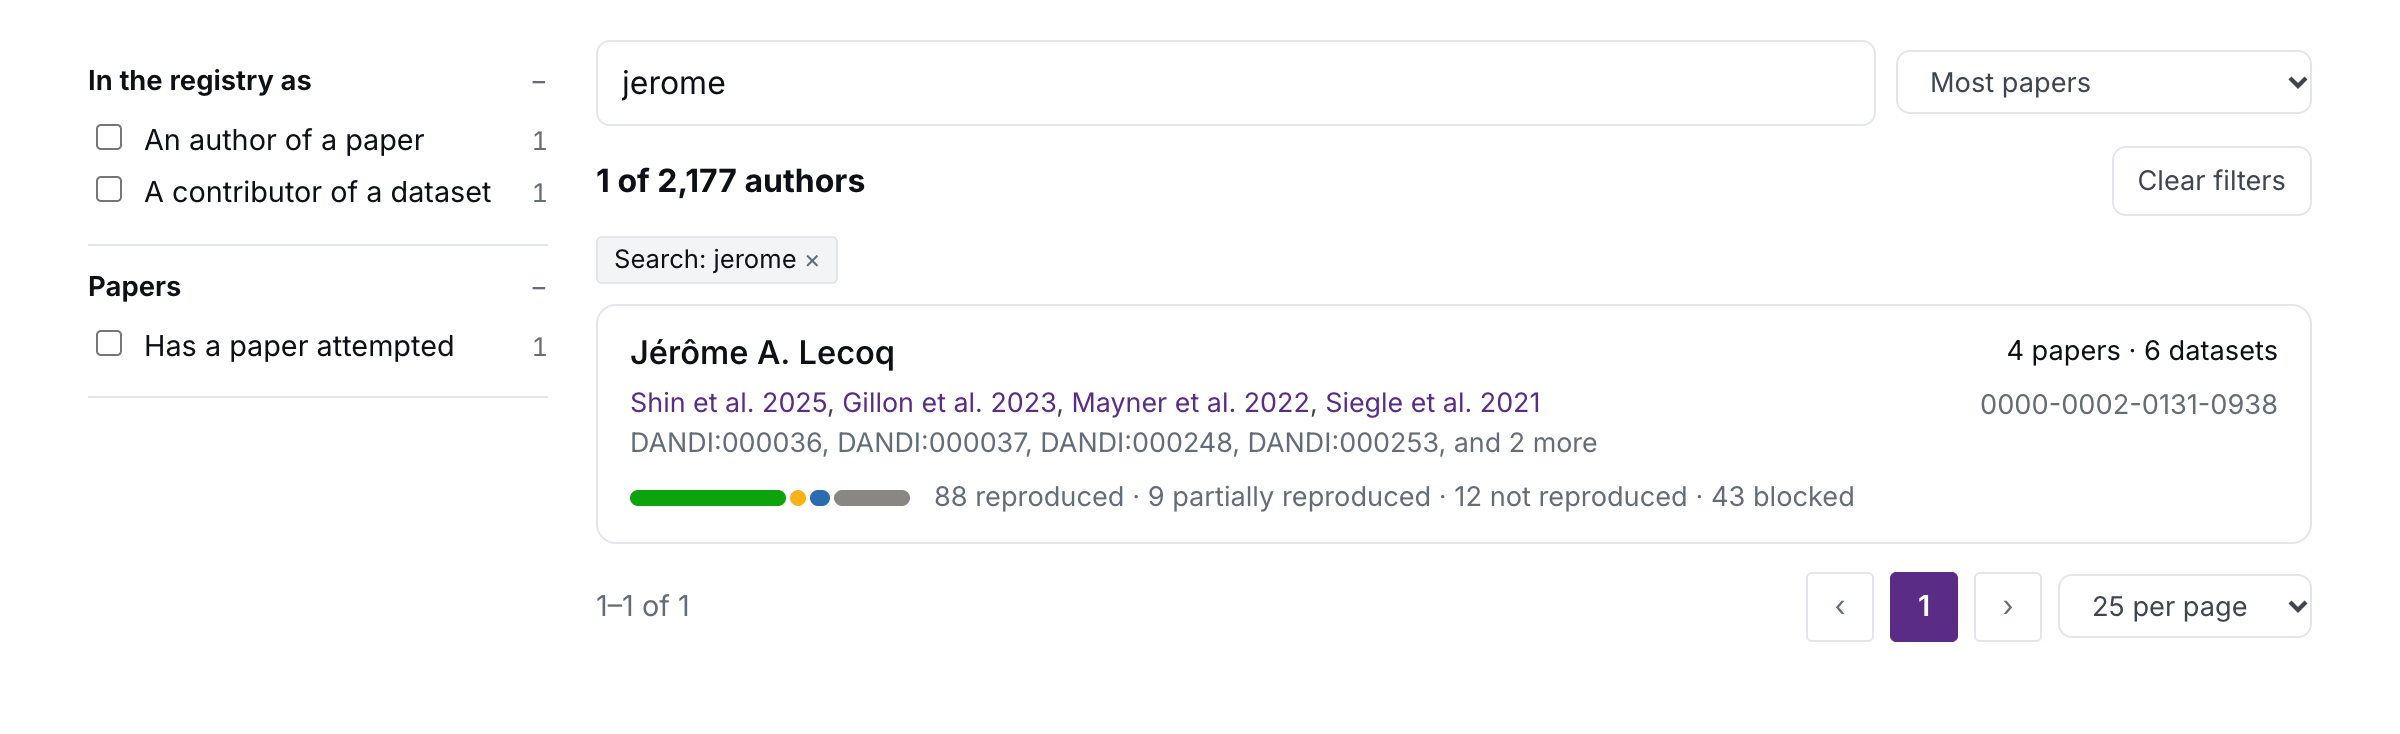 In the registry as –
An author of a paper 1
A contributor of a dataset 1
Papers –
Has a paper attempted 1
jerome
Most papers
1 of 2,177 authors
Clear filters
Search: jerome ×
Jérôme A. Lecoq
4 papers · 6 datasets
Shin et al. 2025, Gillon et al. 2023, Mayner et al. 2022, Siegle et al. 2021
0000-0002-0131-0938
DANDI:000036, DANDI:000037, DANDI:000248, DANDI:000253, and 2 more
88 reproduced · 9 partially reproduced · 12 not reproduced · 43 blocked
1–1 of 1
‹ 1 ›
25 per page